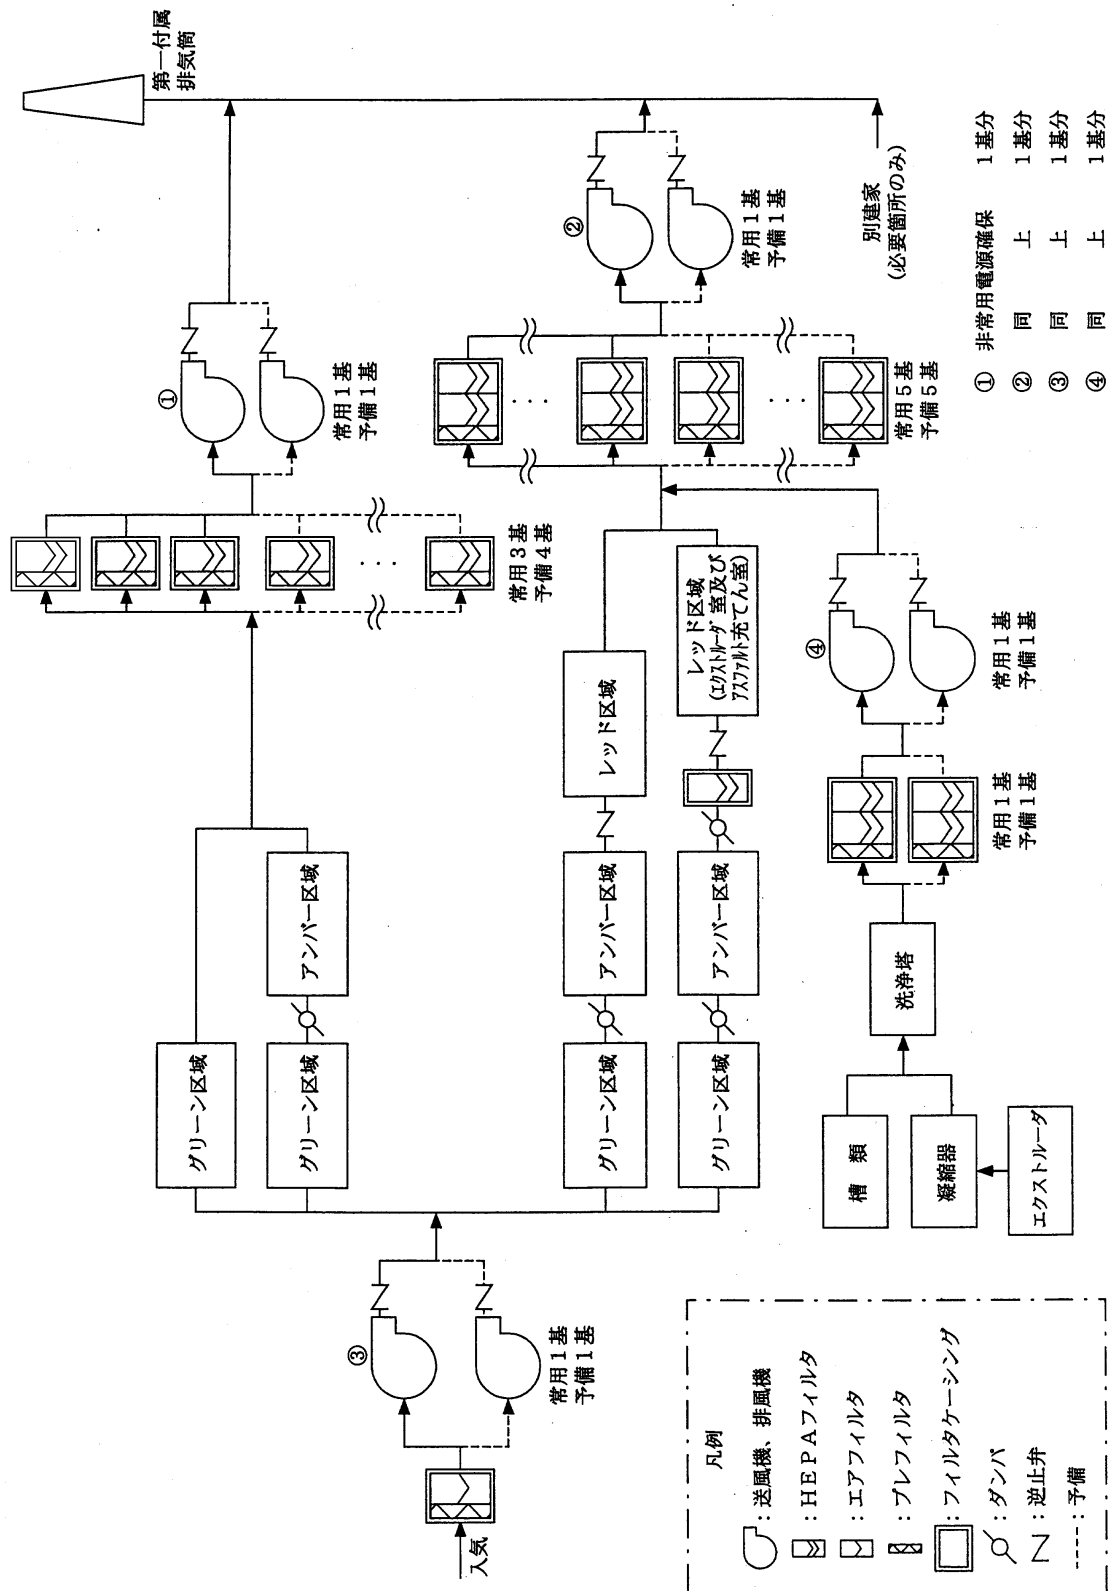 第一付属
排気筒
①
常用1基
予備1基
②
常用1基
予備1基
別建家
(必要箇所のみ)
常用3基
予備4基
常用5基
予備5基
グリーン区域
グリーン区域
アンバー区域
グリーン区域
アンバー区域
レッド区域
グリーン区域
アンバー区域
レッド区域
(エクストルーダ室及び
アスファルト充てん室)
③
常用1基
予備1基
入気
槽類
凝縮器
エクストルーダ
洗浄塔
常用1基
予備1基
④
常用1基
予備1基
① 非常用電源確保 1基分
② 同上 1基分
③ 同上 1基分
④ 同上 1基分
凡例
:送風機、排風機
:HEPAフィルタ
:エアフィルタ
:プレフィルタ
:フィルタケーシング
:ダンパ
:逆止弁
:予備